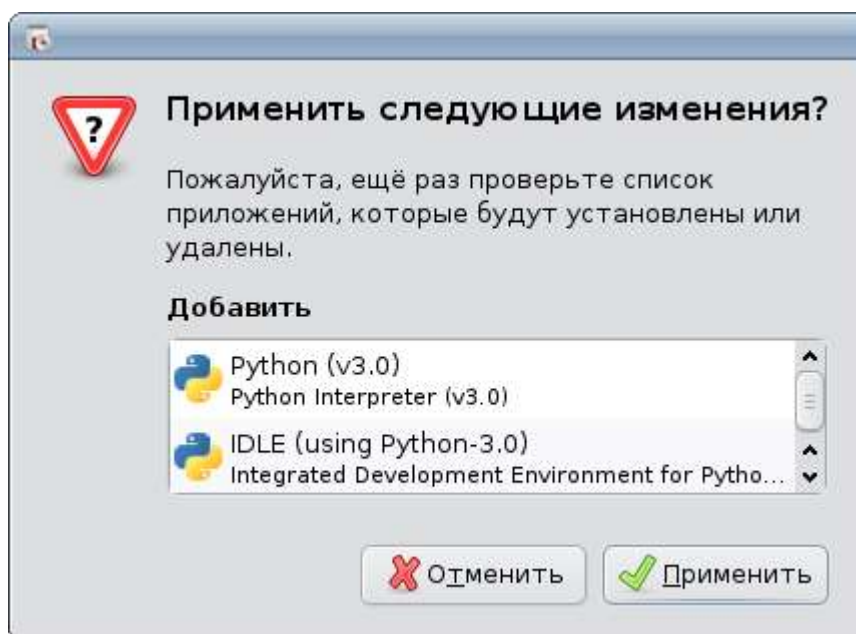 ?
Применить следующие изменения?
Пожалуйста, ещё раз проверьте список
приложений, которые будут установлены или
удалены.
Добавить
Python (v3.0)
Python Interpreter (v3.0)
IDLE (using Python-3.0)
Integrated Development Environment for Pytho...
Отменить
Применить